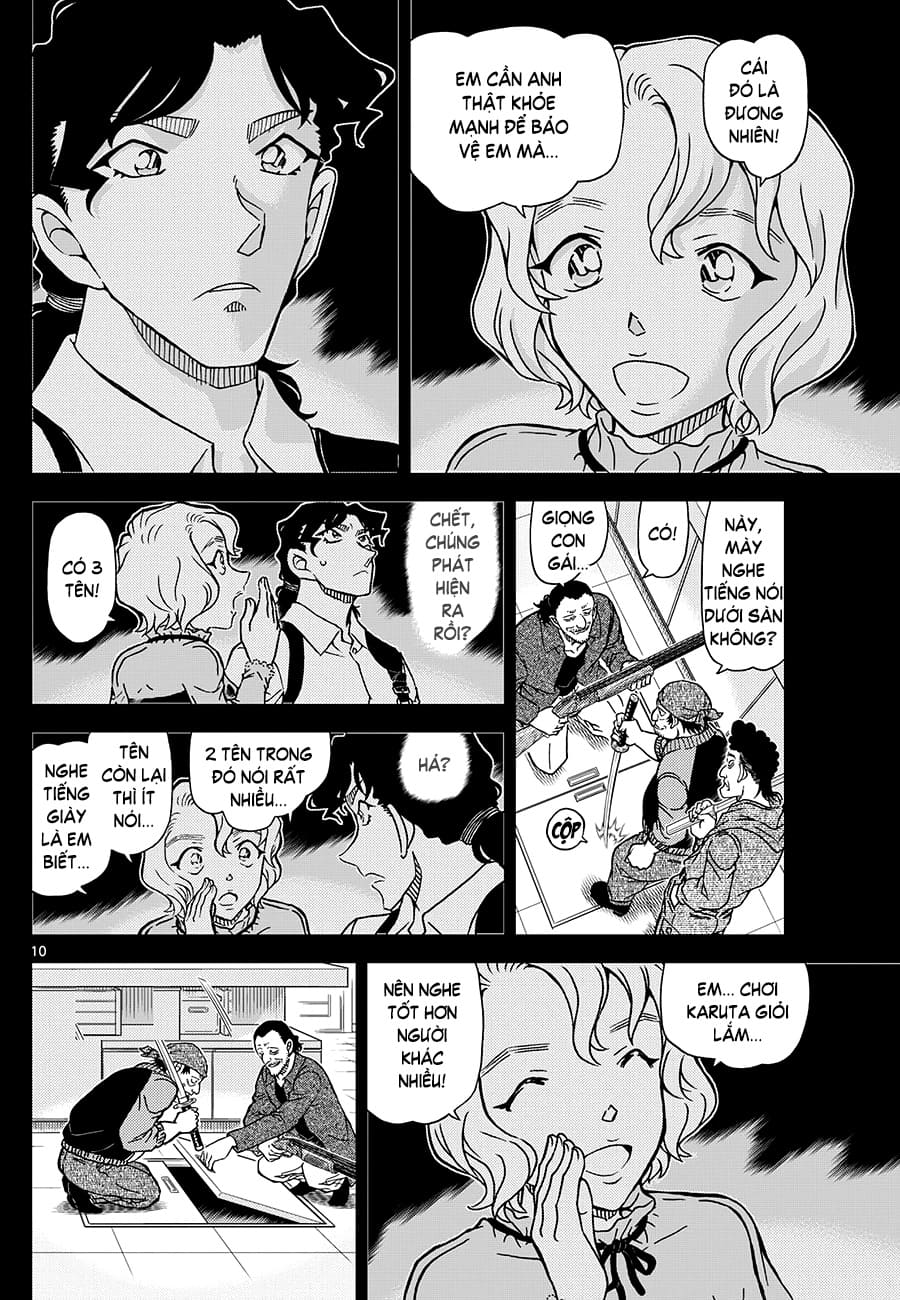 CÁI
ĐÓ LÀ
ĐƯƠNG
NHIÊN!
EM CẦN ANH
THẬT KHỎE
MẠNH ĐỂ BẢO
VỆ EM MÀ...
NÀY,
MÀY
NGHE
TIẾNG NÓI
DƯỚI SÀN
KHÔNG?
CÓ!
GIỌNG
CON
GÁI...
CỘP
CHẾT,
CHÚNG
PHÁT
HIỆN
RA
RỒI?
CÓ 3
TÊN!
HẢ?
2 TÊN TRONG
ĐÓ NÓI RẤT
NHIỀU...
TÊN
CÒN LẠI
THÌ ÍT
NÓI...
NGHE
TIẾNG
GIÀY
LÀ EM
BIẾT...
10
EM... CHƠI
KARUTA GIỎI
LẮM...
NÊN NGHE
TỐT HƠN
NGƯỜI
KHÁC
NHIỀU!